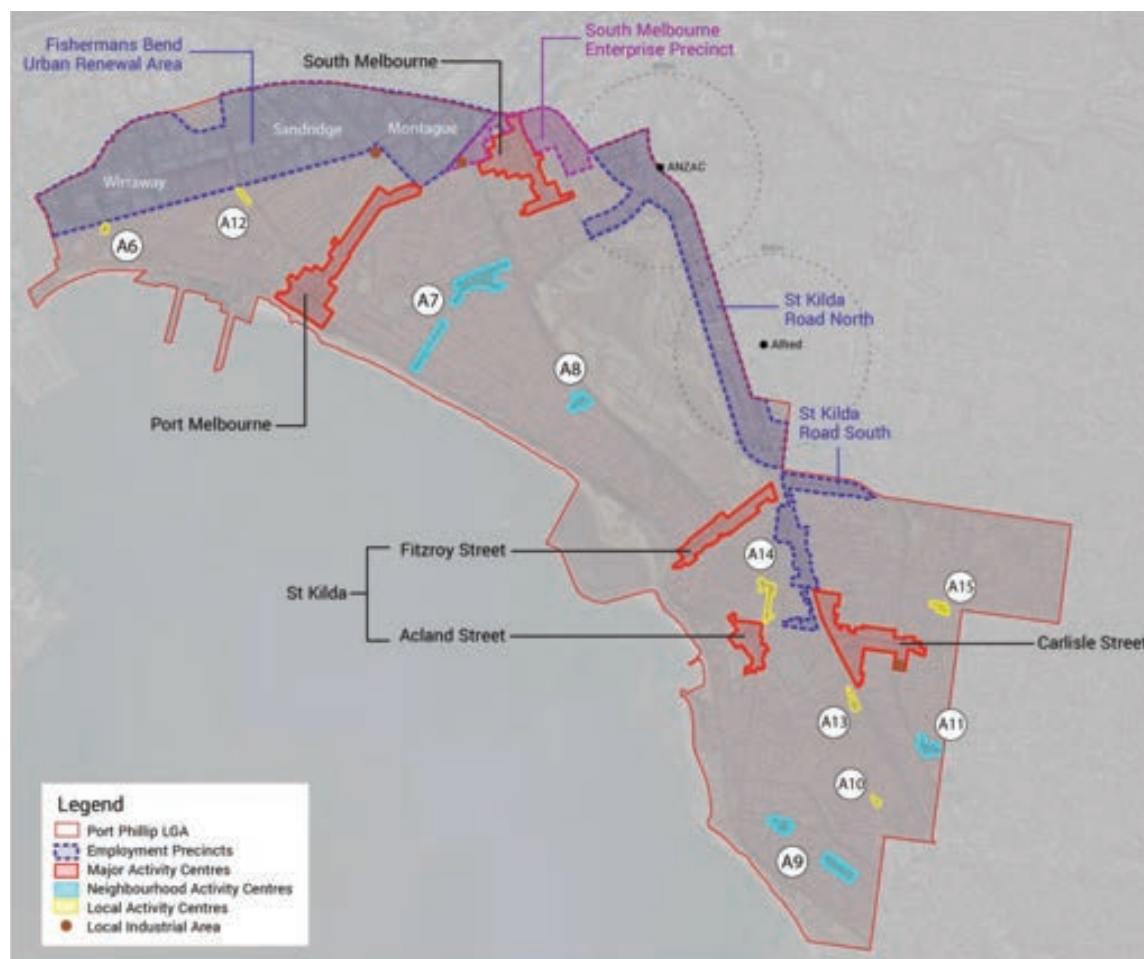 Fishermans Bend
Urban Renewal Area
South Melbourne
Enterprise Precinct
South Melbourne
Sandridge
Montague
Wirraway
ANZAC
A12
A6
A7
St Kilda
Road North
Alfred
A8
Port Melbourne
St Kilda
Road South
Fitzroy Street
A14
St Kilda
A15
Acland Street
Carlisle Street
A13
A11
A10
A9
Legend
Port Phillip LGA
Employment Precincts
Major Activity Centres
Neighbourhood Activity Centres
Local Activity Centres
Local Industrial Area